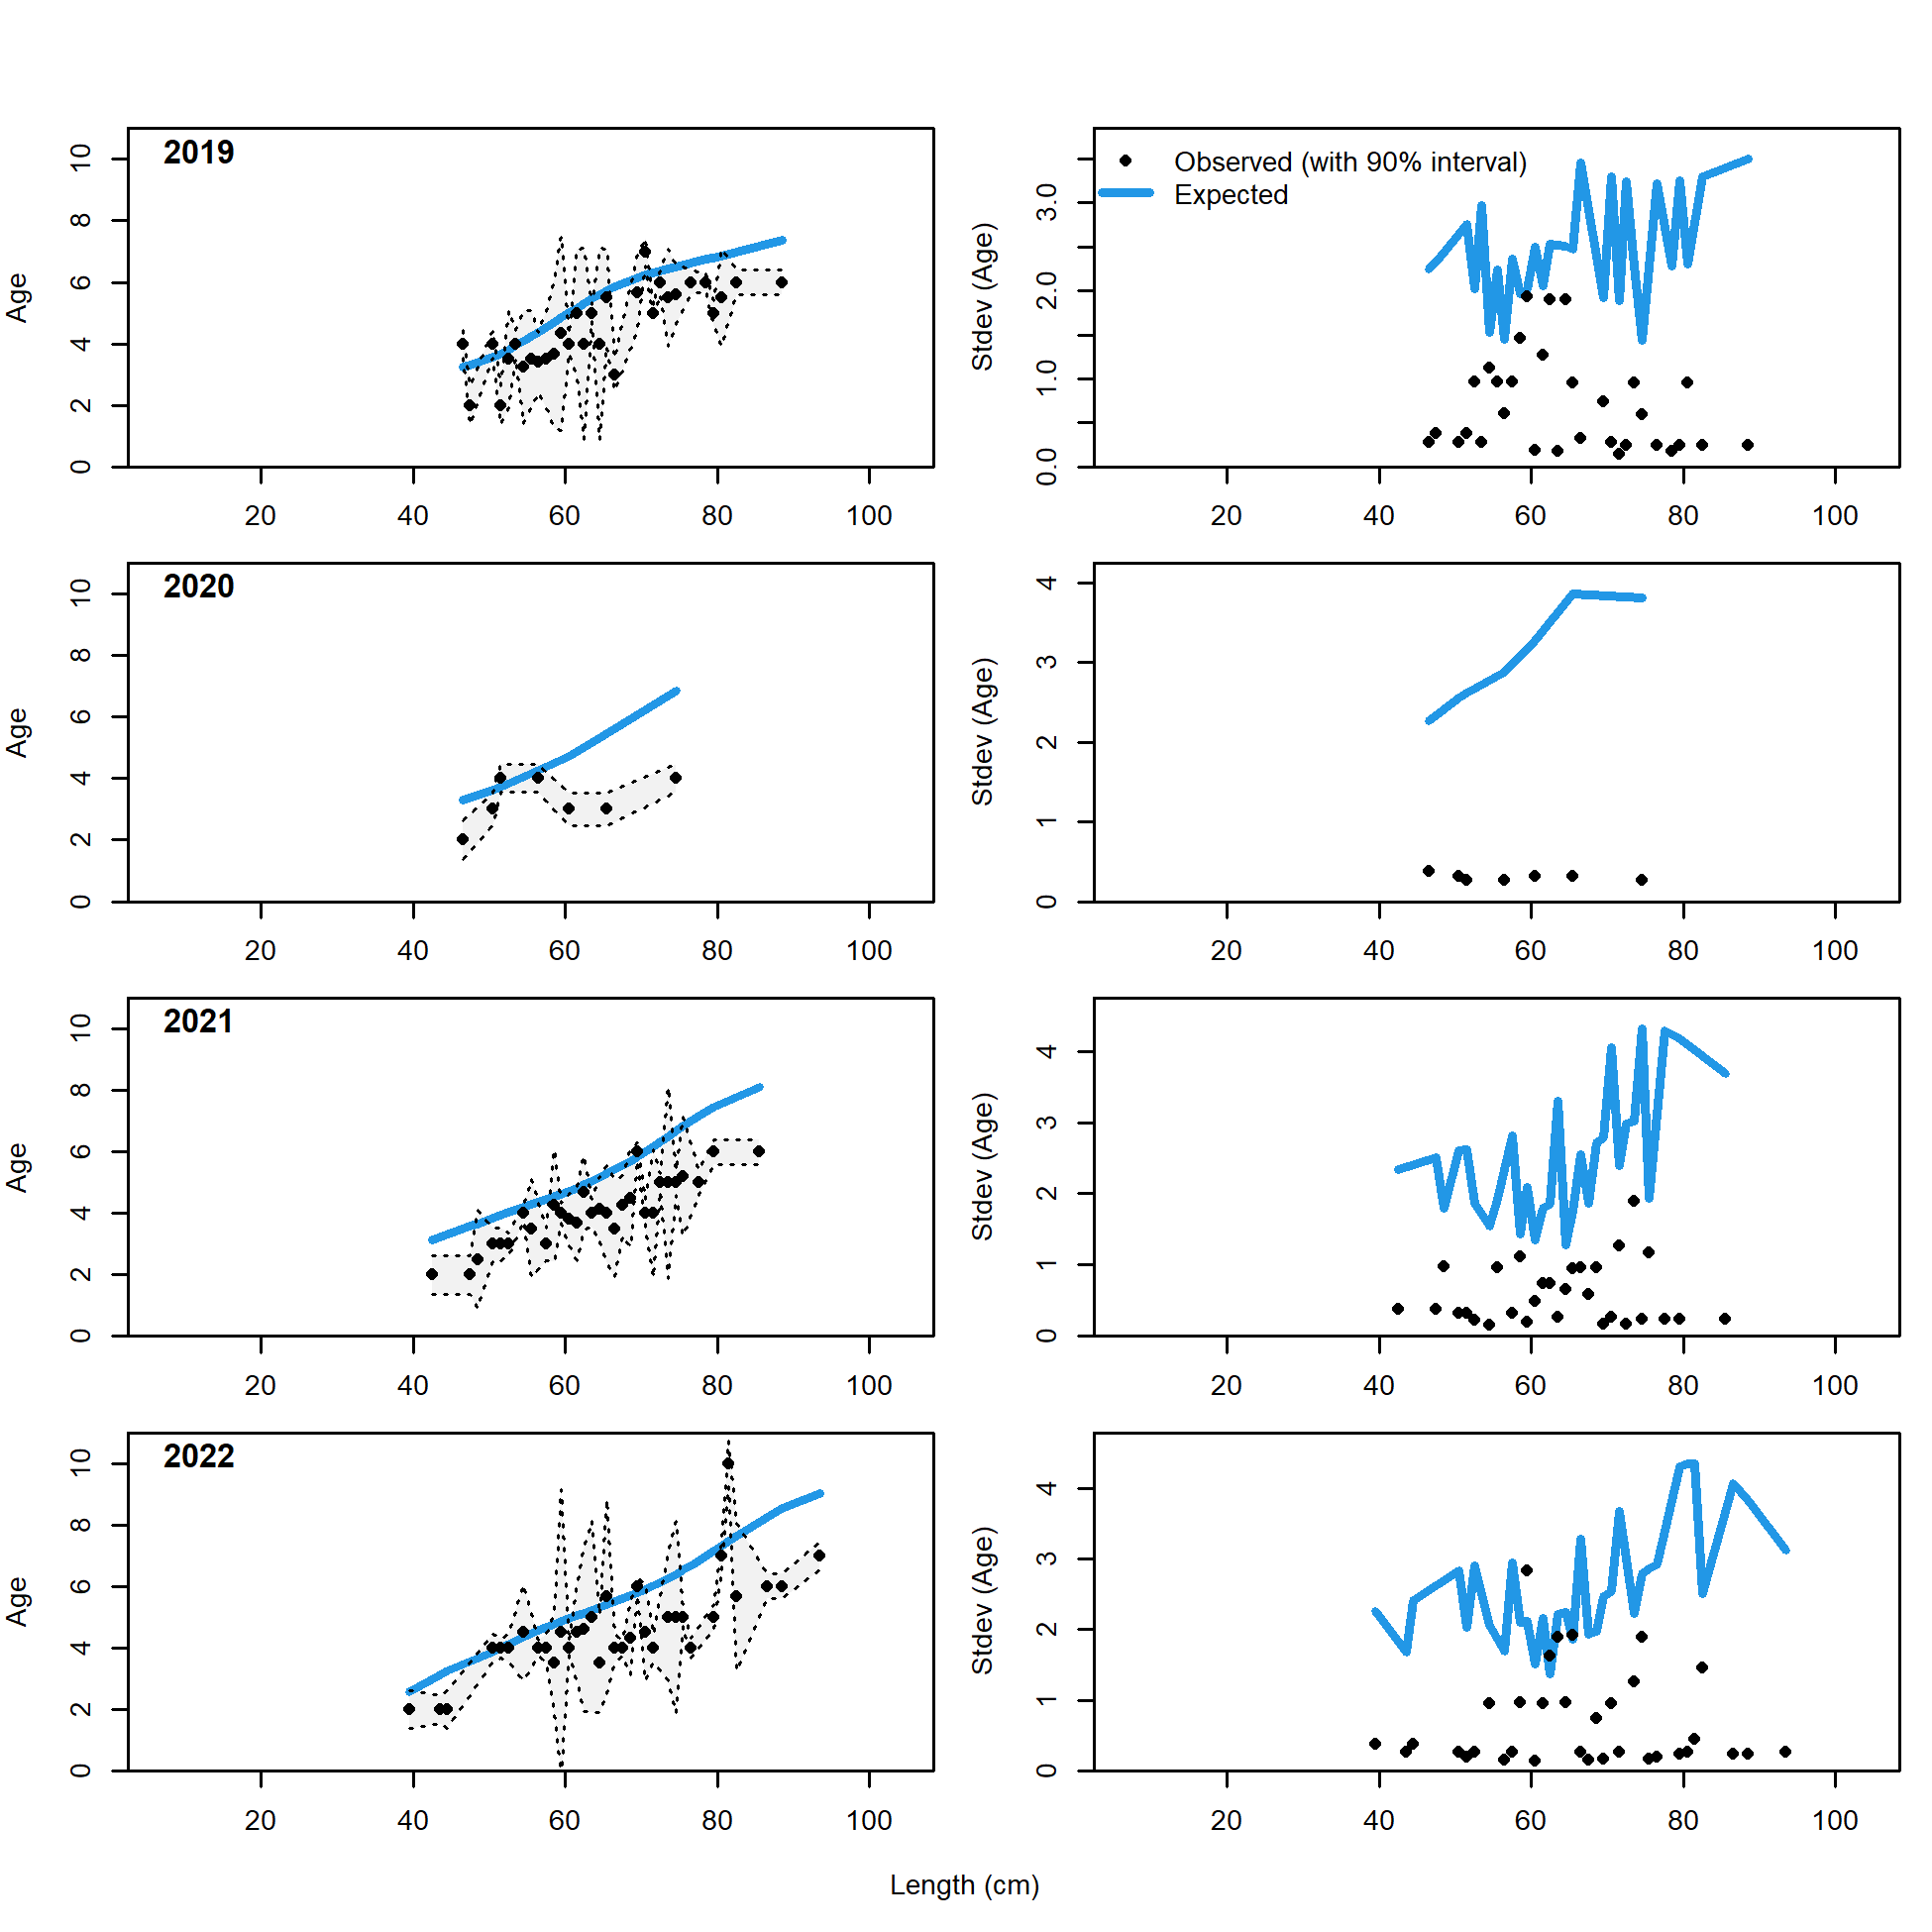 2019
Age
0 2 4 6 8 10
20 40 60 80 100
Observed (with 90% interval)
Expected
Stdev (Age)
0.0 1.0 2.0 3.0
20 40 60 80 100
2020
Age
0 2 4 6 8 10
20 40 60 80 100
Stdev (Age)
0 1 2 3 4
20 40 60 80 100
2021
Age
0 2 4 6 8 10
20 40 60 80 100
Stdev (Age)
0 1 2 3 4
20 40 60 80 100
2022
Age
0 2 4 6 8 10
20 40 60 80 100
Stdev (Age)
0 1 2 3 4
20 40 60 80 100
Length (cm)